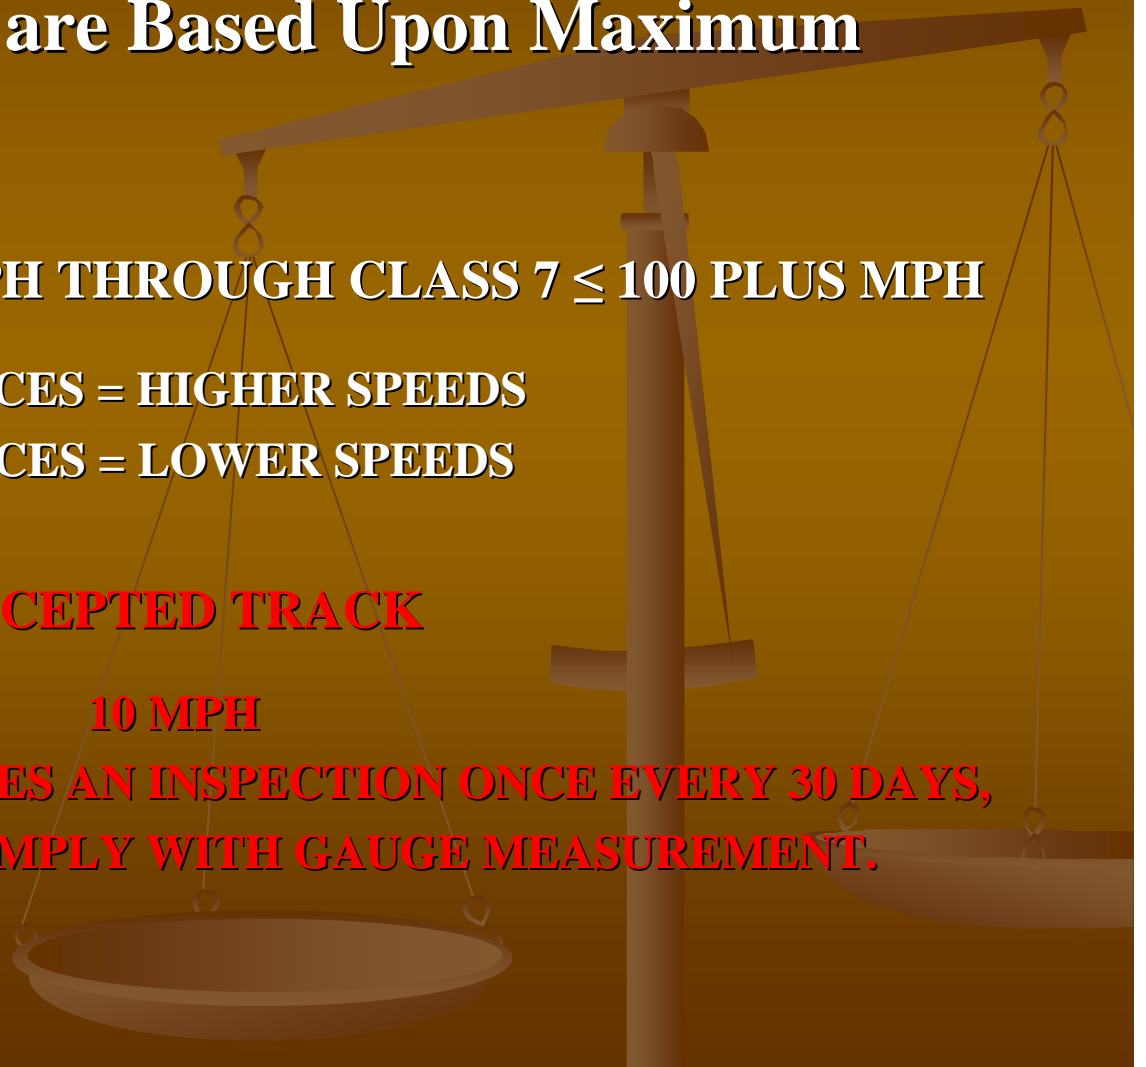 are Based Upon Maximum
PH THROUGH CLASS 7 ≤ 100 PLUS MPH
CES = HIGHER SPEEDS
CES = LOWER SPEEDS
CEPTED TRACK
10 MPH
ES AN INSPECTION ONCE EVERY 30 DAYS,
MPLY WITH GAUGE MEASUREMENT.